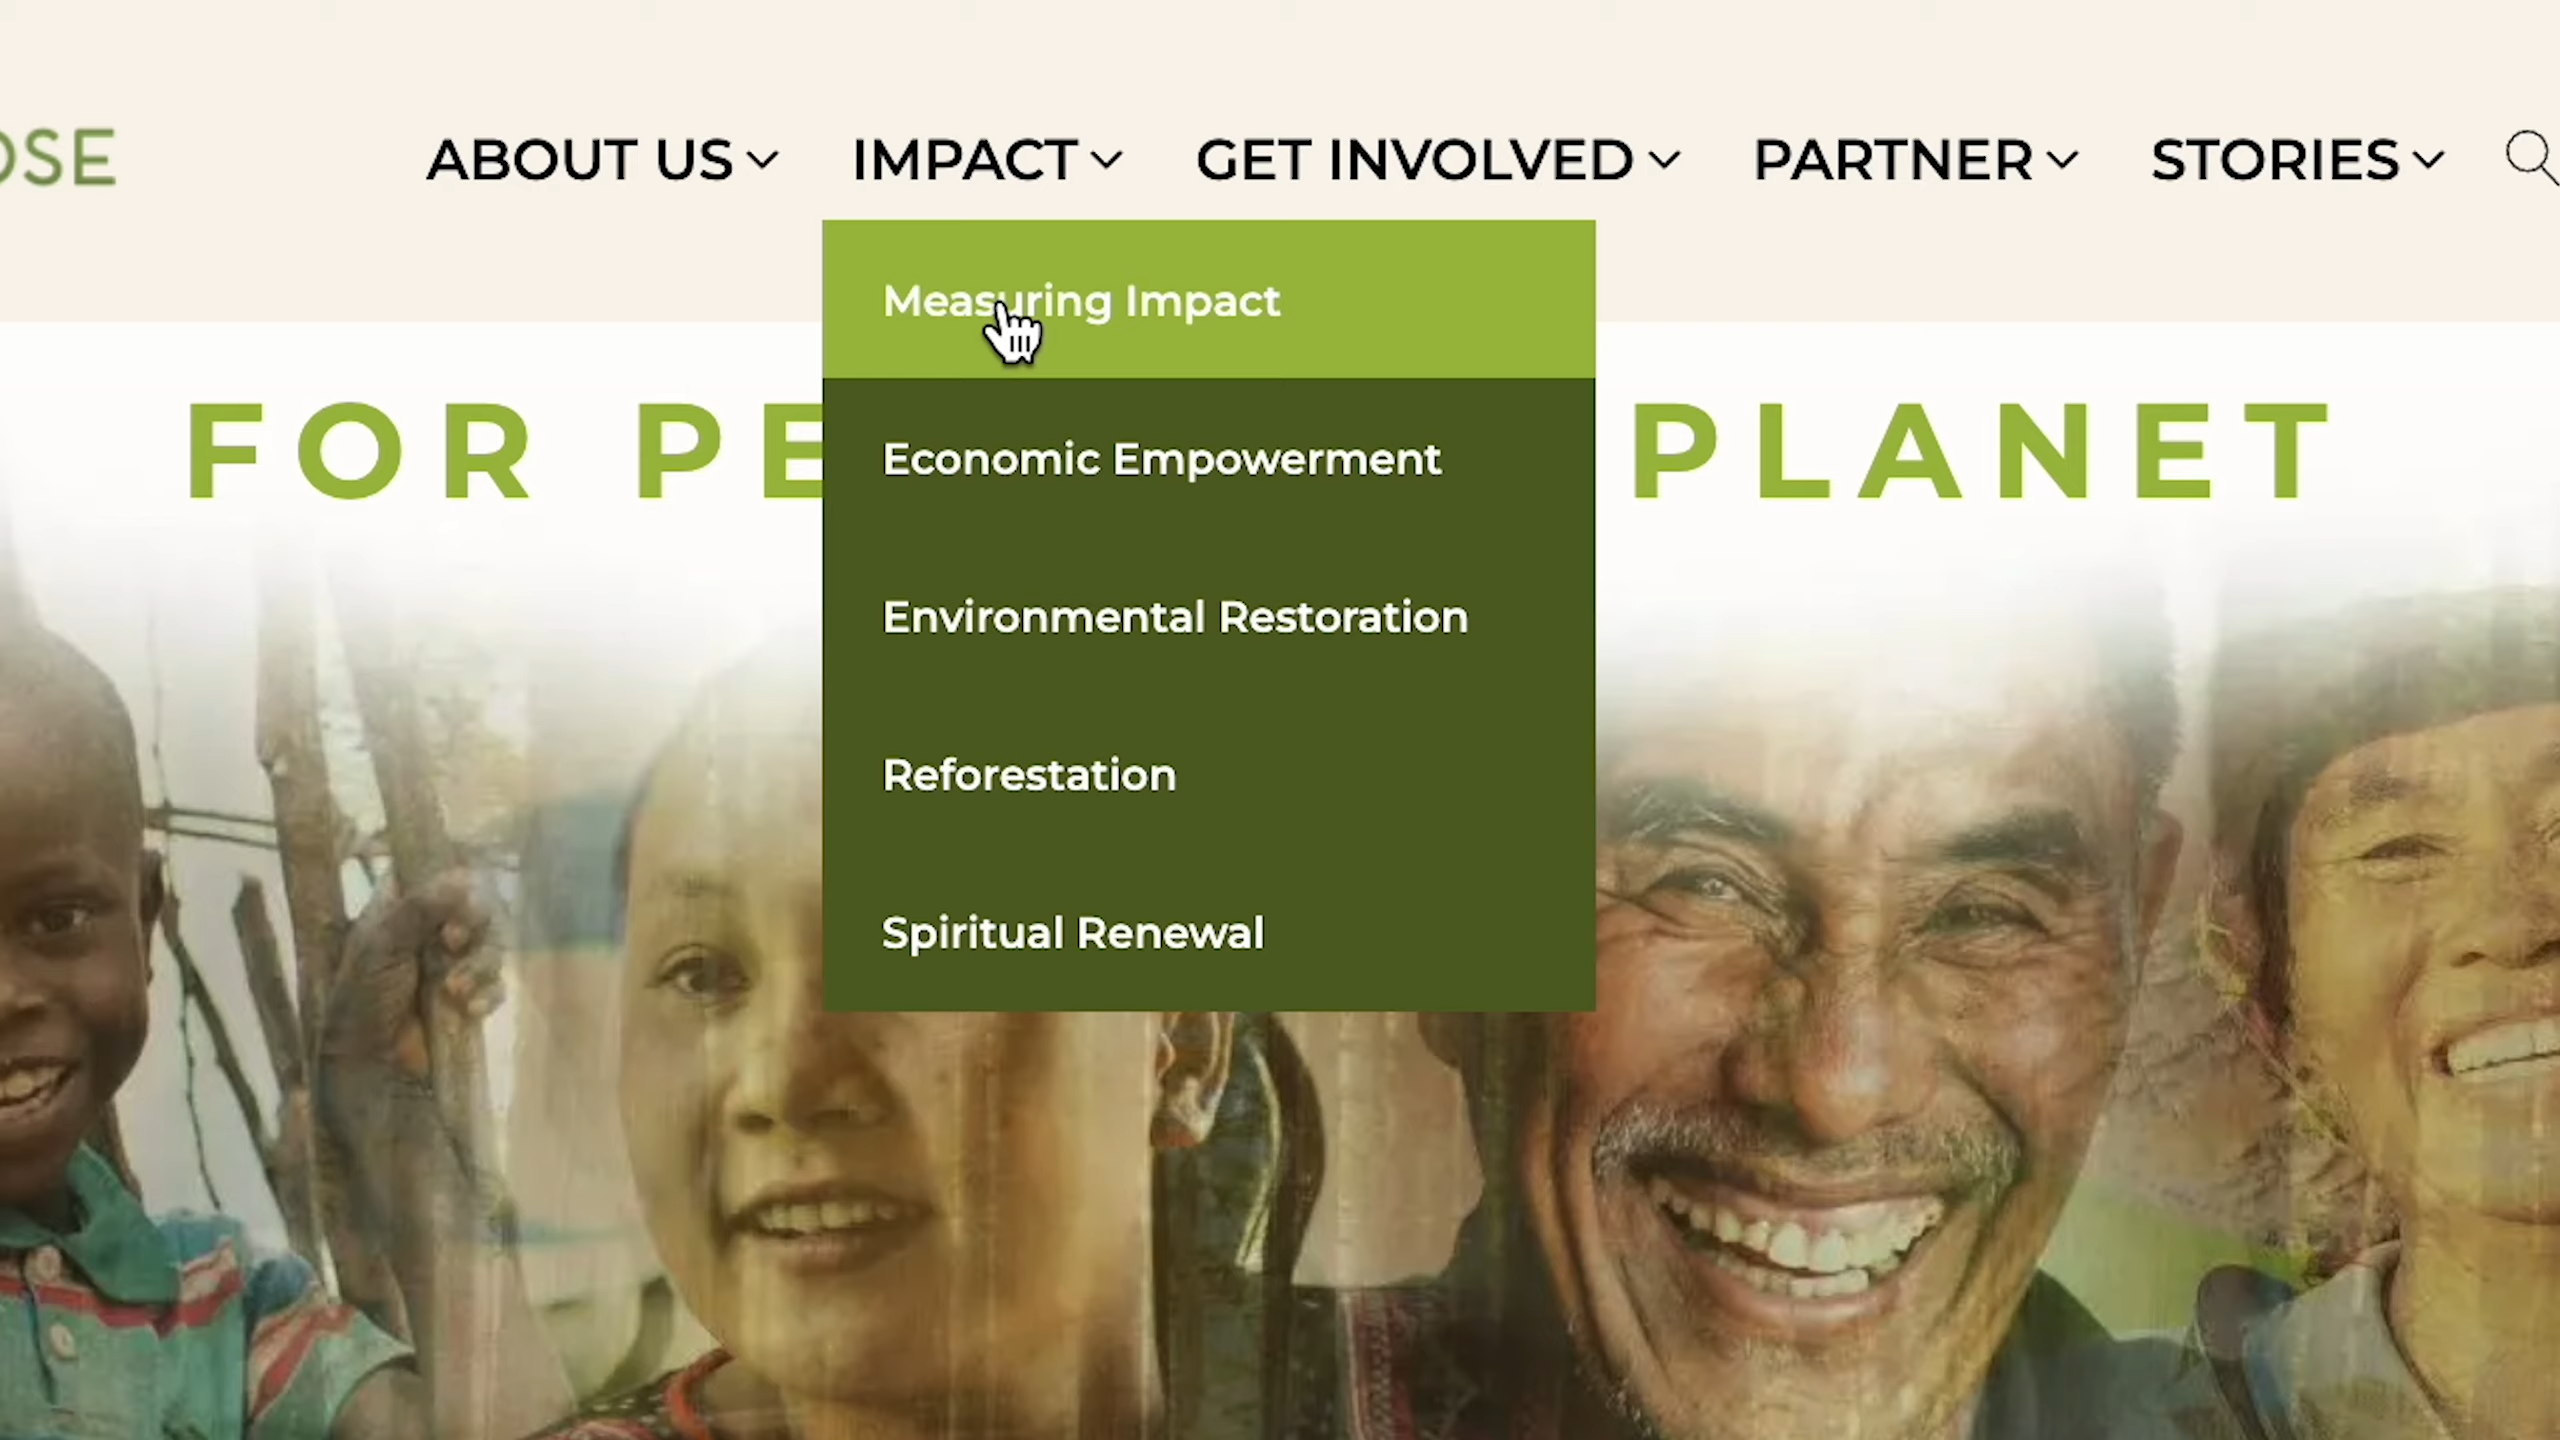 OSE
ABOUT US IMPACT GET INVOLVED PARTNER STORIES
Measuring Impact
FOR PE PLANET
Economic Empowerment
Environmental Restoration
Reforestation
Spiritual Renewal